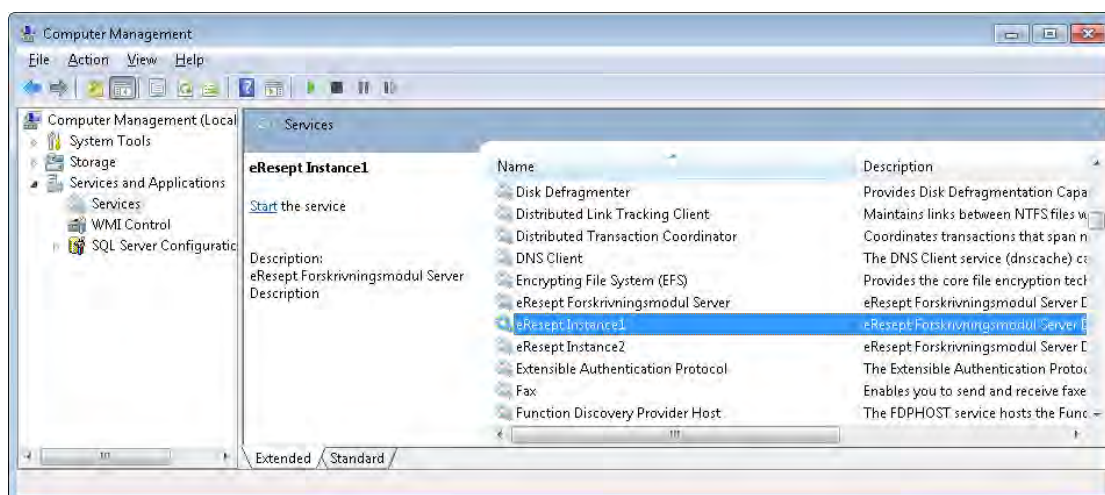 Computer Management
File Action View Help
Computer Management (Local
System Tools
Storage
Services and Applications
Services
WMI Control
SQL Server Configuratic
Services
eResept Instance1
Start the service
Description:
eResept Forskrivningsmodul Server
Description
Name Description
Disk Defragmenter Provides Disk Defragmentation Capa
Distributed Link Tracking Client Maintains links between NTFS files w
Distributed Transaction Coordinator Coordinates transactions that span n
DNS Client The DNS Client service (dnscache) ca
Encrypting File System (EFS) Provides the core file encryption tecl
eResept Forskrivningsmodul Server eResept Forskrivningsmodul Server D
eResept Instance1 eResept Forskrivningsmodul Server D
eResept Instance2 eResept Forskrivningsmodul Server D
Extensible Authentication Protocol The Extensible Authentication Protoc
Fax Enables you to send and receive faxe
Function Discovery Provider Host The FDPHOST service hosts the Func
Extended Standard